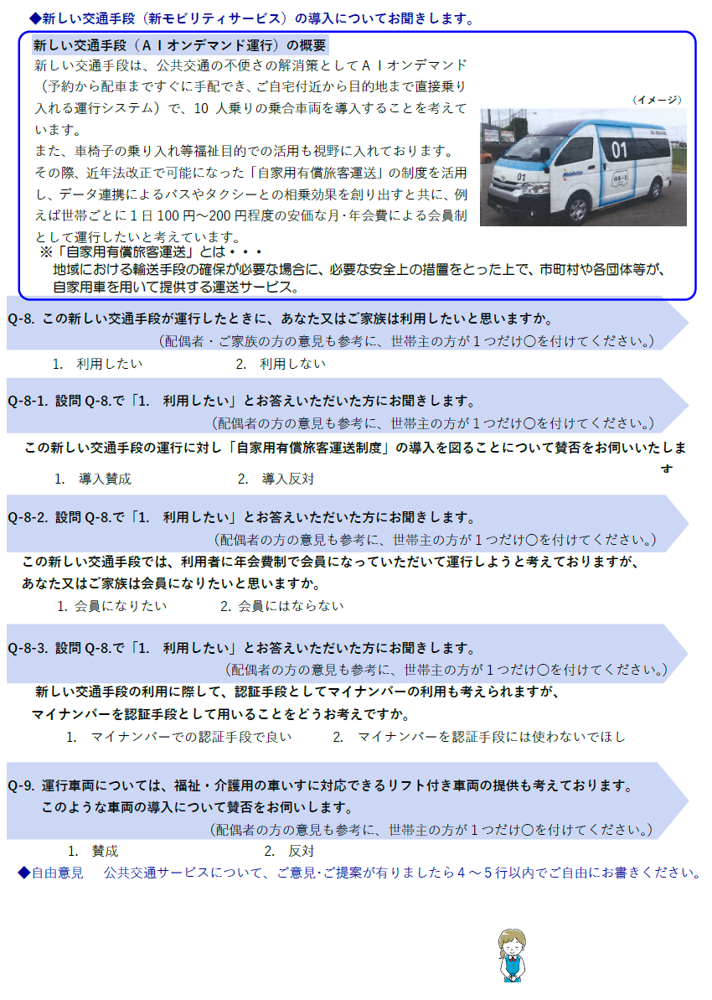 ◆新しい交通手段（新モビリティサービス）の導入についてお聞きします。
新しい交通手段（ＡＩオンデマンド運行）の概要
新しい交通手段は、公共交通の不便さの解消策としてＡＩオンデマンド
（予約から配車まですぐに手配でき、ご自宅付近から目的地まで直接乗り
入れる運行システム）で、10 人乗りの乗合車両を導入することを考えて
います。
また、車椅子の乗り入れ等福祉目的での活用も視野に入れております。
その際、近年法改正で可能になった「自家用有償旅客運送」の制度を活用
し、データ連携によるバスやタクシーとの相乗効果を創り出すと共に、例
えば世帯ごとに１日 100 円～200 円程度の安価な月･年会費による会員制
として運行したいと考えています。
（イメージ）
01
01
のるーと
※「自家用有償旅客運送」とは・・・
地域における輸送手段の確保が必要な場合に、必要な安全上の措置をとった上で、市町村や各団体等が、
自家用車を用いて提供する運送サービス。
Q-8. この新しい交通手段が運行したときに、あなた又はご家族は利用したいと思いますか。
（配偶者・ご家族の方の意見も参考に、世帯主の方が１つだけ〇を付けてください。）
1.　利用したい　　2.　利用しない
Q-8-1. 設問 Q-8.で「1.　利用したい」とお答えいただいた方にお聞きします。
（配偶者の方の意見も参考に、世帯主の方が１つだけ〇を付けてください。）
この新しい交通手段の運行に対し「自家用有償旅客運送制度」の導入を図ることについて賛否をお伺いいたしま
す
1.　導入賛成　　2.　導入反対
Q-8-2. 設問 Q-8.で「1.　利用したい」とお答えいただいた方にお聞きします。
（配偶者の方の意見も参考に、世帯主の方が１つだけ〇を付けてください。）
この新しい交通手段では、利用者に年会費制で会員になっていただいて運行しようと考えておりますが、
あなた又はご家族は会員になりたいと思いますか。
1. 会員になりたい　　2. 会員にはならない
Q-8-3. 設問 Q-8.で「1.　利用したい」とお答えいただいた方にお聞きします。
（配偶者の方の意見も参考に、世帯主の方が１つだけ〇を付けてください。）
新しい交通手段の利用に際して、認証手段としてマイナンバーの利用も考えられますが、
マイナンバーを認証手段として用いることをどうお考えですか。
1.　マイナンバーでの認証手段で良い　　2.　マイナンバーを認証手段には使わないでほし
Q-9. 運行車両については、福祉・介護用の車いすに対応できるリフト付き車両の提供も考えております。
このような車両の導入について賛否をお伺いします。
（配偶者の方の意見も参考に、世帯主の方が１つだけ〇を付けてください。）
1.　賛成　　2.　反対
◆自由意見　公共交通サービスについて、ご意見･ご提案が有りましたら４～５行以内でご自由にお書きください。